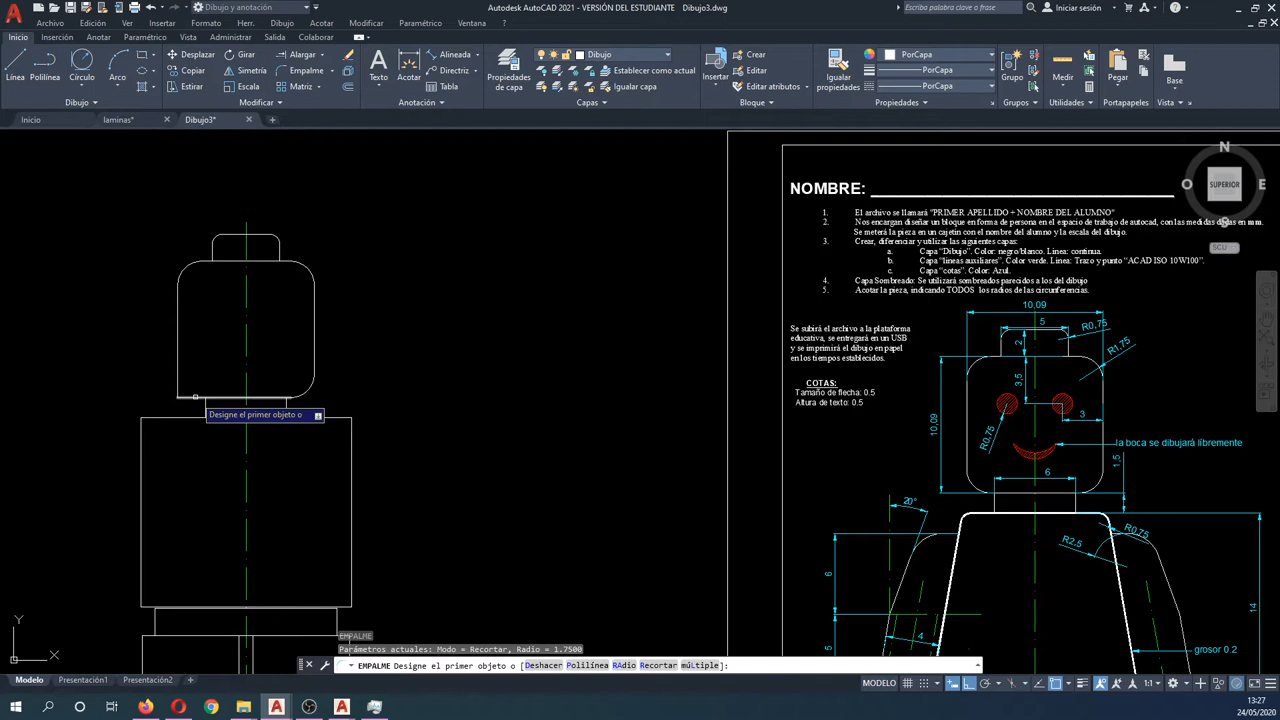 Dibujo y anotación
Autodesk AutoCAD 2021 - VERSIÓN DEL ESTUDIANTE Dibujo3.dwg
Escriba palabra clave o frase
Iniciar sesión
Archivo Edición Ver Insertar Formato Herr. Dibujo Acotar Modificar Paramétrico Ventana
Inicio Inserción Anotar Paramétrico Vista Administrar Salida Colaborar
Línea Polilínea Círculo Arco
Desplazar Girar Alargar
Copiar Simetría Empalme
Estirar Escala Matriz
Texto Acotar
Alineada
Directriz
Tabla
Propiedades de capa
Dibujo
Establecer como actual
Igualar capa
Insertar
Crear
Editar
Editar atributos
Igualar propiedades
PorCapa
PorCapa
PorCapa
Grupo
Medir
Pegar
Base
Dibujo Modificar Anotación Capas Bloque Propiedades Grupos Utilidades Portapapeles Vista
Inicio laminas* Dibujo3*
N
O SUPERIOR E
S
SCU
NOMBRE:
1. El archivo se llamará "PRIMER APELLIDO + NOMBRE DEL ALUMNO"
2. Nos encargan diseñar un bloque en forma de persona en el espacio de trabajo de autocad, con las medidas dadas en mm.
Se meterá la pieza en un cajetín con el nombre del alumno y la escala del dibujo.
3. Crear, diferenciar y utilizar las siguientes capas:
a. Capa "Dibujo". Color: negro/blanco. Linea: continua.
b. Capa "lineas auxiliares". Color verde. Línea: Trazo y punto "ACAD ISO 10W100".
c. Capa "cotas". Color: Azul.
4. Capa Sombreado: Se utilizará sombreados parecidos a los del dibujo
5. Acotar la pieza, indicando TODOS los radios de las circunferencias.
Se subirá el archivo a la plataforma
educativa, se entregará en un USB
y se imprimirá el dibujo en papel
en los tiempos establecidos.
COTAS:
Tamaño de flecha: 0.5
Altura de texto: 0.5
10,09
5
R0,75
2
R1,75
3,5
10,09
3
R0,75
la boca se dibujará líbremente
1,5
6
20°
R0,75
R2,5
6
14
4
5
grosor 0.2
Designe el primer objeto o
EMPALME
Parámetros actuales: Modo = Recortar, Radio = 1.7500
EMPALME Designe el primer objeto o [Deshacer Polilínea RAdio Recortar múLtiple]:
Y
X
Modelo Presentación1 Presentación2
MODELO
1:1
13:27
24/05/2020